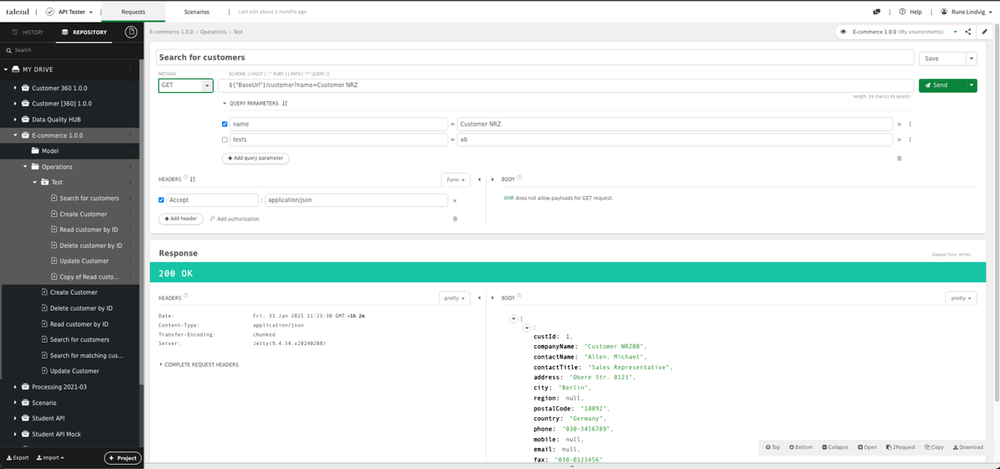 talend
API Tester
Requests
Scenarios
Last edit about 2 months ago
Help
Rune Lindvig
HISTORY
REPOSITORY
Search
MY DRIVE
Customer 360 1.0.0
Customer [360] 1.0.0
Data Quality HUB
E-commerce 1.0.0
Model
Operations
Test
Search for customers
Create Customer
Read customer by ID
Delete customer by ID
Update Customer
Copy of Read custo...
Create Customer
Delete customer by ID
Read customer by ID
Search for customers
Search for matching cus...
Update Customer
Processing 2021-03
Scenario
Student API
Student API Mock
Export
Import
+ Project
E-commerce 1.0.0 › Operations › Test
E-commerce 1.0.0 (My environments)
Search for customers
Save
METHOD
SCHEME :// HOST [ ":" PORT ] [ PATH [ "?" QUERY ]]
GET
${"BaseUrl"}/customer?name=Customer NRZ
Send
length: 39 char(s) 49 byte(s)
QUERY PARAMETERS
name = Customer NRZ
tests = ab
+ Add query parameter
HEADERS
Form
BODY
Accept : application/json
XHR does not allow payloads for GET request.
+ Add header
Add authorization
Response
Elapsed Time: 397ms
200 OK
HEADERS
pretty
BODY
pretty
Date: Fri, 31 Jan 2025 11:23:30 GMT −1h 2m
Content-Type: application/json
Transfer-Encoding: chunked
Server: Jetty(9.4.54.v20240208)
COMPLETE REQUEST HEADERS
[
{
custId: 1,
companyName: "Customer NRZBB",
contactName: "Allen, Michael",
contactTitle: "Sales Representative",
address: "Obere Str. 0123",
city: "Berlin",
region: null,
postalCode: "10092",
country: "Germany",
phone: "030-3456789",
mobile: null,
email: null,
fax: "030-0123456"
Top
Bottom
Collapse
Open
2Request
Copy
Download